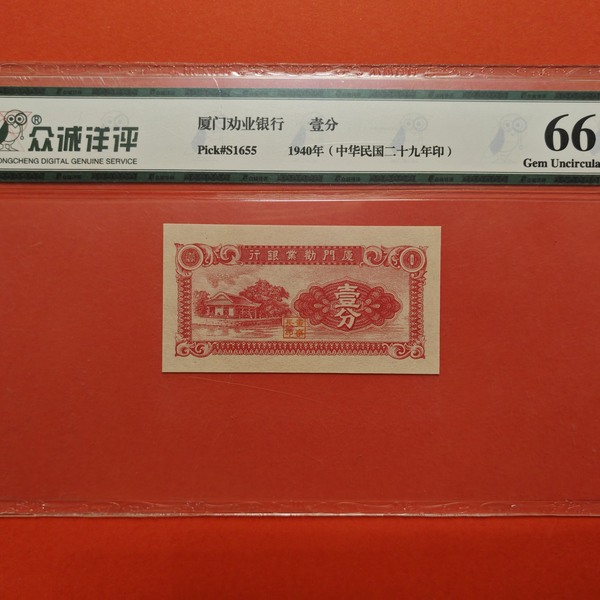 众诚洋评®
ONGCHENG DIGITAL GENUINE SERVICE
厦门劝业银行 壹分
Pick#S1655 1940年（中华民国二十九年印）
66
Gem Uncircula
行銀業勸門厦
壹分